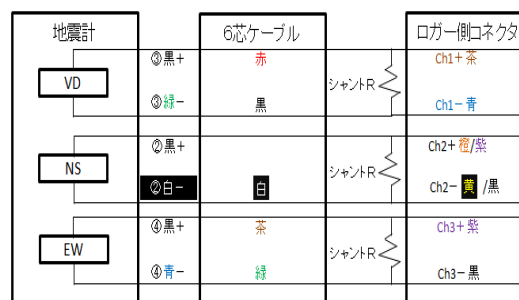 地震計 6芯ケーブル ロガー側コネクタ
③黒+ 赤 Ch1+茶
VD シャントR
③緑− 黒 Ch1−青
②黒+ Ch2+橙/紫
NS シャントR
②白− 白 Ch2−黄/黒
④黒+ 茶 Ch3+紫
EW シャントR
④青− 緑 Ch3−黒